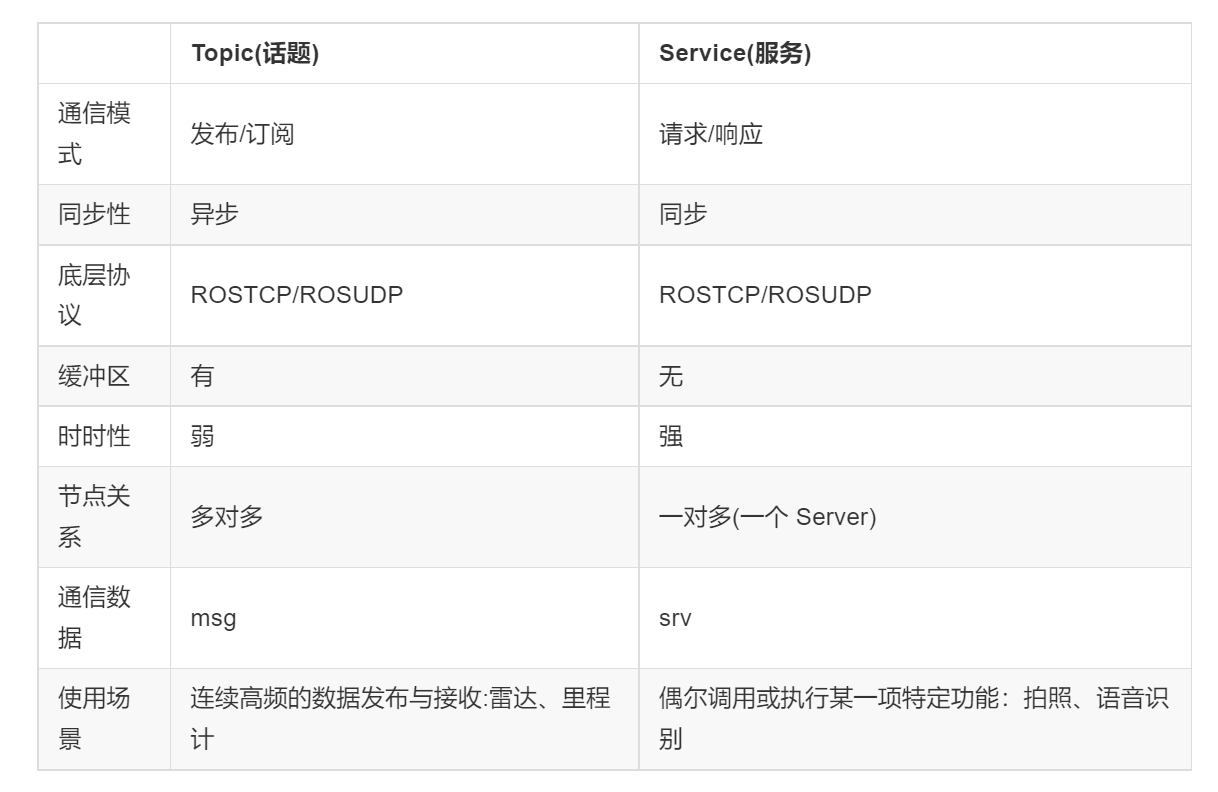 Topic(话题)
Service(服务)
通信模
式
发布/订阅
请求/响应
同步性
异步
同步
底层协
议
ROSTCP/ROSUDP
ROSTCP/ROSUDP
缓冲区
有
无
时时性
弱
强
节点关
系
多对多
一对多(一个 Server)
通信数
据
msg
srv
使用场
景
连续高频的数据发布与接收:雷达、里程
计
偶尔调用或执行某一项特定功能：拍照、语音识
别